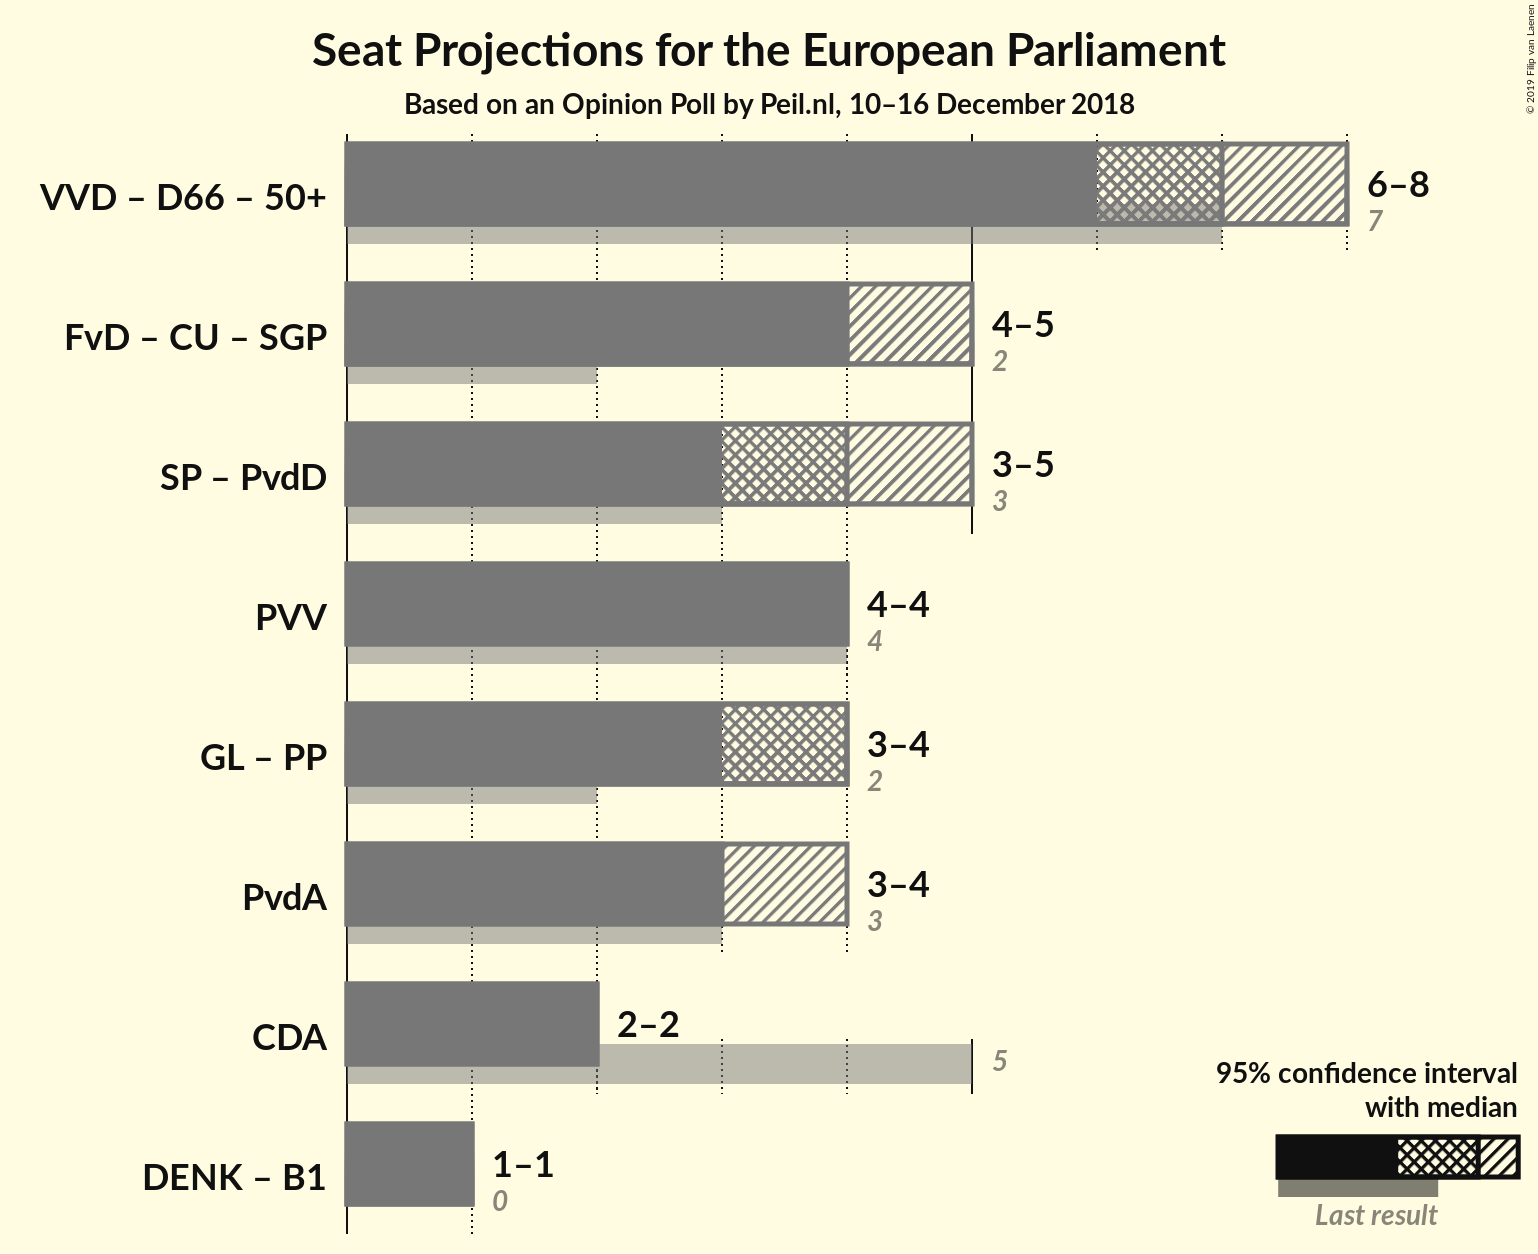 Seat Projections for the European Parliament
Based on an Opinion Poll by Peil.nl, 10–16 December 2018
© 2019 Filip van Laenen
VVD – D66 – 50+
6–8
7
FvD – CU – SGP
4–5
2
SP – PvdD
3–5
3
PVV
4–4
4
GL – PP
3–4
2
PvdA
3–4
3
CDA
2–2
5
DENK – B1
1–1
0
95% confidence interval
with median
Last result